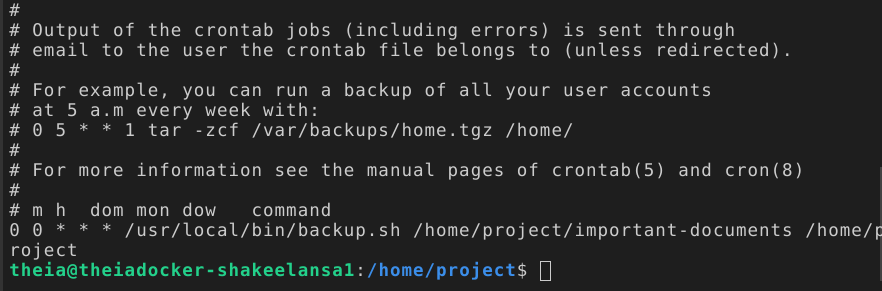 #
# Output of the crontab jobs (including errors) is sent through
# email to the user the crontab file belongs to (unless redirected).
#
# For example, you can run a backup of all your user accounts
# at 5 a.m every week with:
# 0 5 * * 1 tar -zcf /var/backups/home.tgz /home/
#
# For more information see the manual pages of crontab(5) and cron(8)
#
# m h  dom mon dow   command
0 0 * * * /usr/local/bin/backup.sh /home/project/important-documents /home/p
roject
theia@theiadocker-shakeelansa1:/home/project$